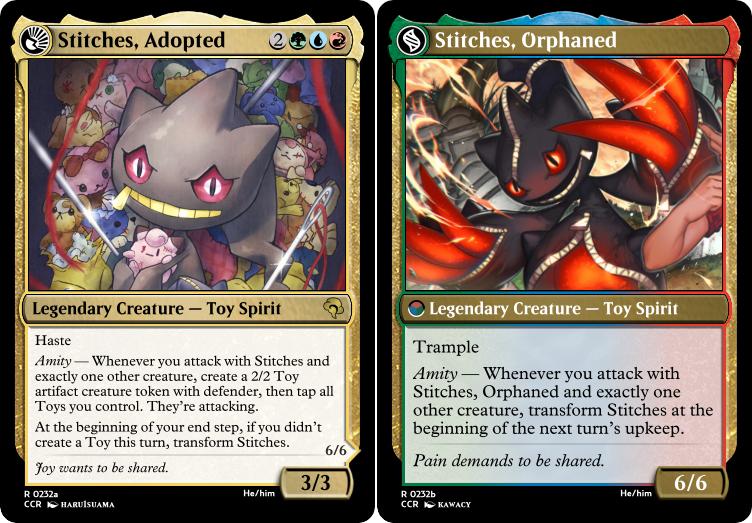 Stitches, Adopted
2
Haste
Legendary Creature — Toy Spirit
Amity — Whenever you attack with Stitches and
exactly one other creature, create a 2/2 Toy
artifact creature token with defender, then tap all
Toys you control. They're attacking.
At the beginning of your end step, if you didn't
create a Toy this turn, transform Stitches.
6/6
Joy wants to be shared.
3/3
R 0232a
He/him
CCR HARUISUAMA
Stitches, Orphaned
Legendary Creature — Toy Spirit
Trample
Amity — Whenever you attack with
Stitches, Orphaned and exactly one
other creature, transform Stitches at the
beginning of the next turn's upkeep.
Pain demands to be shared.
6/6
R 0232b
He/him
CCR KAWACY